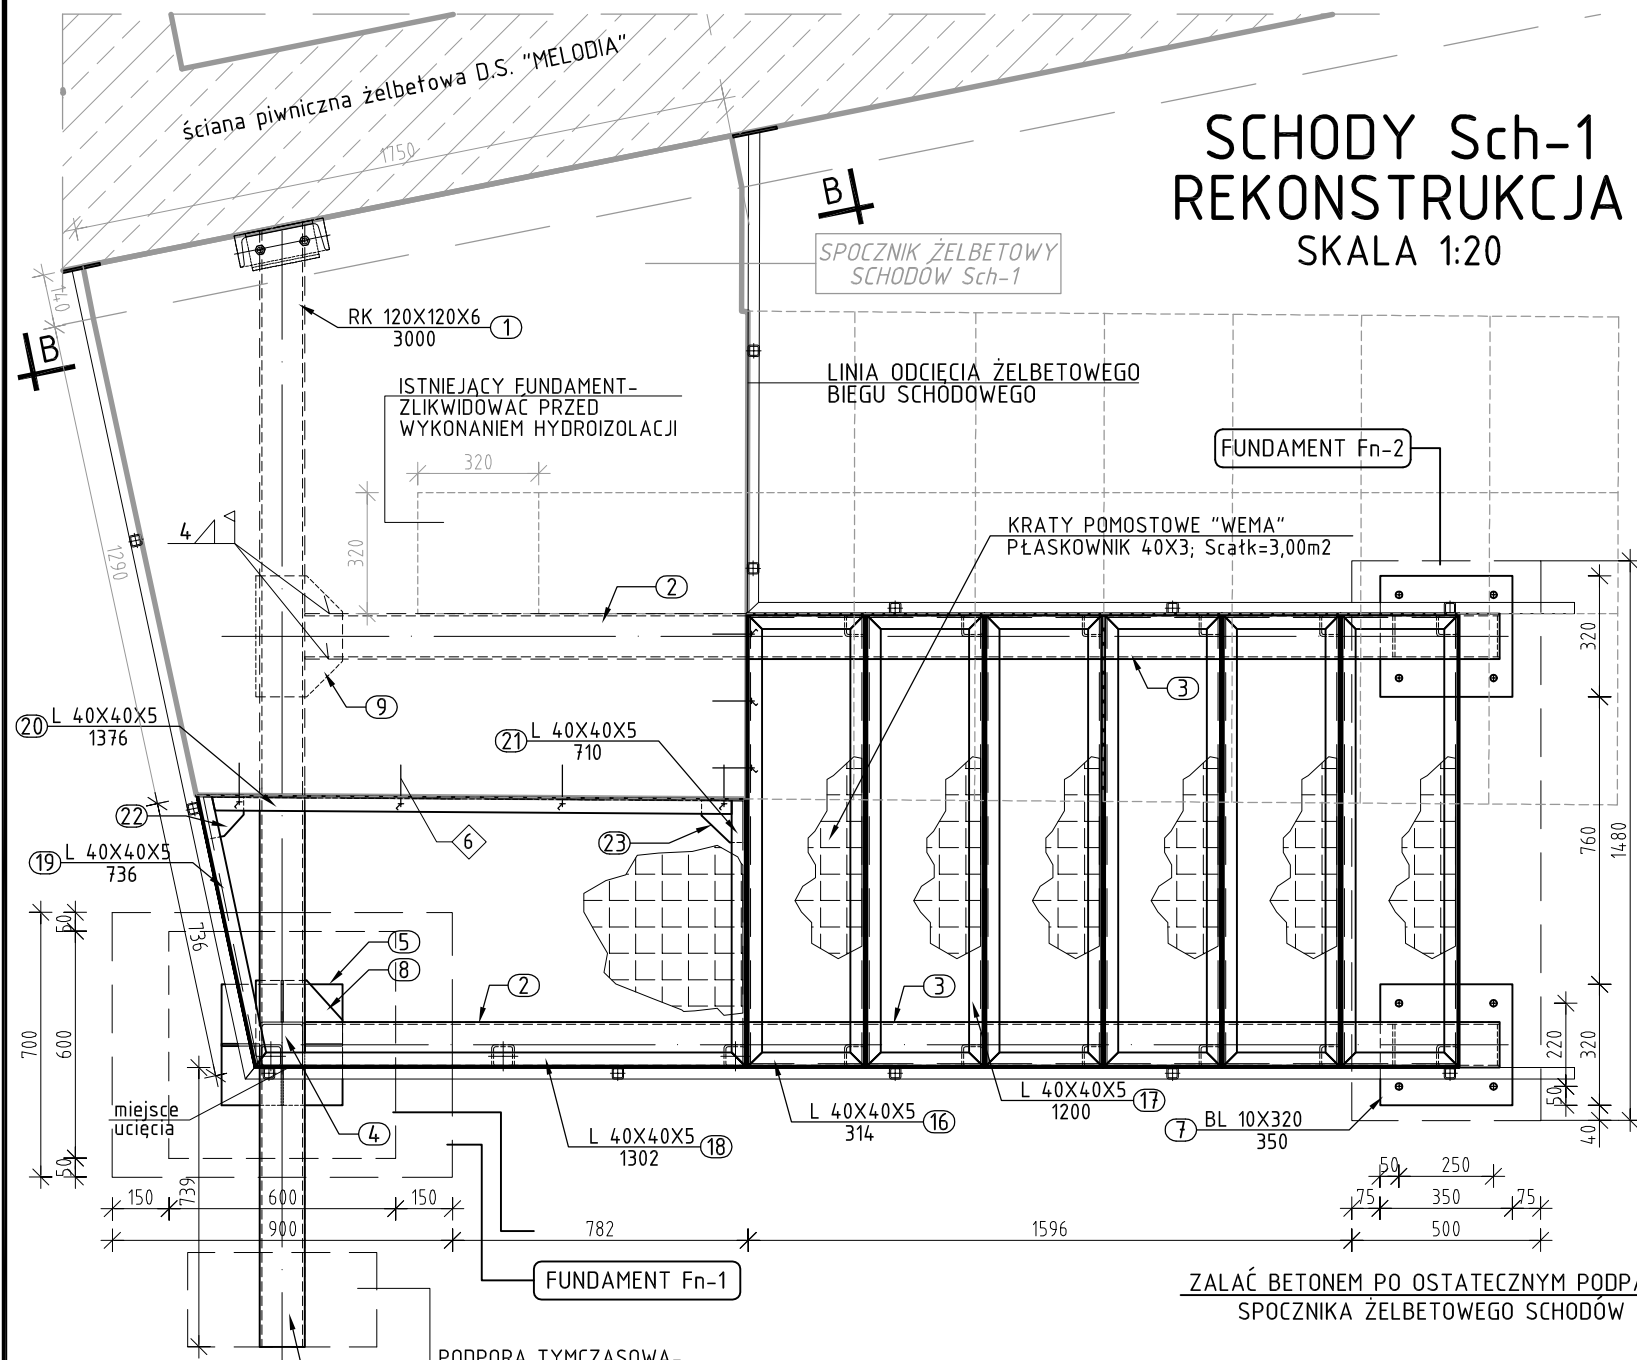 ściana piwniczna żelbetowa D.S. "MELODIA"
1750
SCHODY Sch-1
REKONSTRUKCJA
SKALA 1:20
B
SPOCZNIK ŻELBETOWY
SCHODÓW Sch-1
140
B
RK 120X120X6
3000
1
ISTNIEJĄCY FUNDAMENT-
ZLIKWIDOWAĆ PRZED
WYKONANIEM HYDROIZOLACJI
LINIA ODCIĘCIA ŻELBETOWEGO
BIEGU SCHODOWEGO
FUNDAMENT Fn-2
320
320
4
1290
KRATY POMOSTOWE "WEMA"
PŁASKOWNIK 40X3; Scałk=3,00m2
2
3
9
320
20
L 40X40X5
1376
21
L 40X40X5
710
22
6
23
19
L 40X40X5
736
760
1480
736
50
700
600
50
15
8
2
3
220
320
50
40
miejsce
ucięcia
4
L 40X40X5
1302
18
L 40X40X5
314
16
L 40X40X5
1200
17
7
BL 10X320
350
50
250
150
739
600
150
75
350
75
900
782
1596
500
FUNDAMENT Fn-1
ZALAĆ BETONEM PO OSTATECZNYM
SPOCZNIKA ŻELBETOWEGO SCHODÓW
PODPORA TYMCZASOWA-